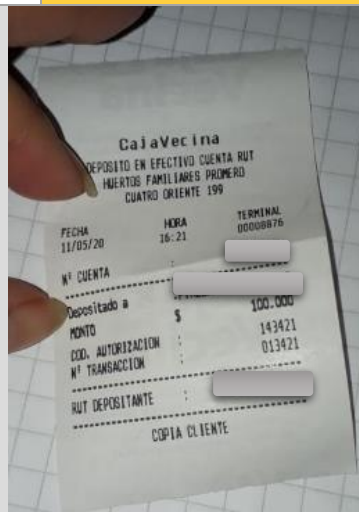 CajaVecina
DEPOSITO EN EFECTIVO CUENTA RUT
HUERTOS FAMILIARES PROMERO
CUATRO ORIENTE 199
FECHA HORA TERMINAL
11/05/20 16:21 00008876
Nº CUENTA :
Depositado a
MONTO $ 100.000
COD. AUTORIZACION : 143421
Nº TRANSACCION : 013421
RUT DEPOSITANTE :
COPIA CLIENTE